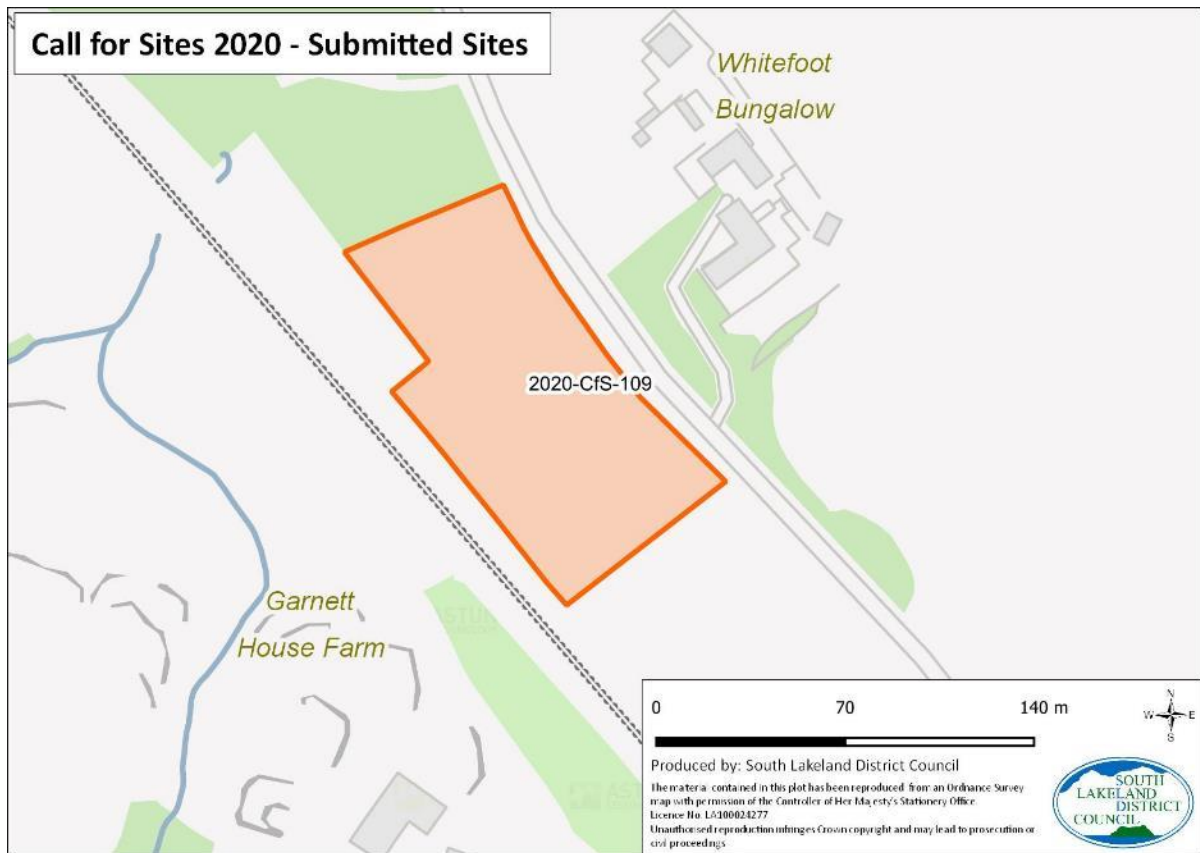 Call for Sites 2020 - Submitted Sites
Whitefoot
Bungalow
2020-CfS-109
Garnett
House Farm
0 70 140 m
N
W E
S
Produced by: South Lakeland District Council
The material contained in this plot has been reproduced from an Ordnance Survey
map with permission of the Controller of Her Majesty's Stationery Office.
Licence No. LA100024277
Unauthorised reproduction infringes Crown copyright and may lead to prosecution or
civil proceedings
SOUTH
LAKELAND
DISTRICT
COUNCIL